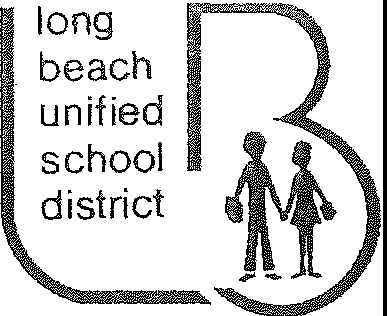 long
beach
unified
school
district